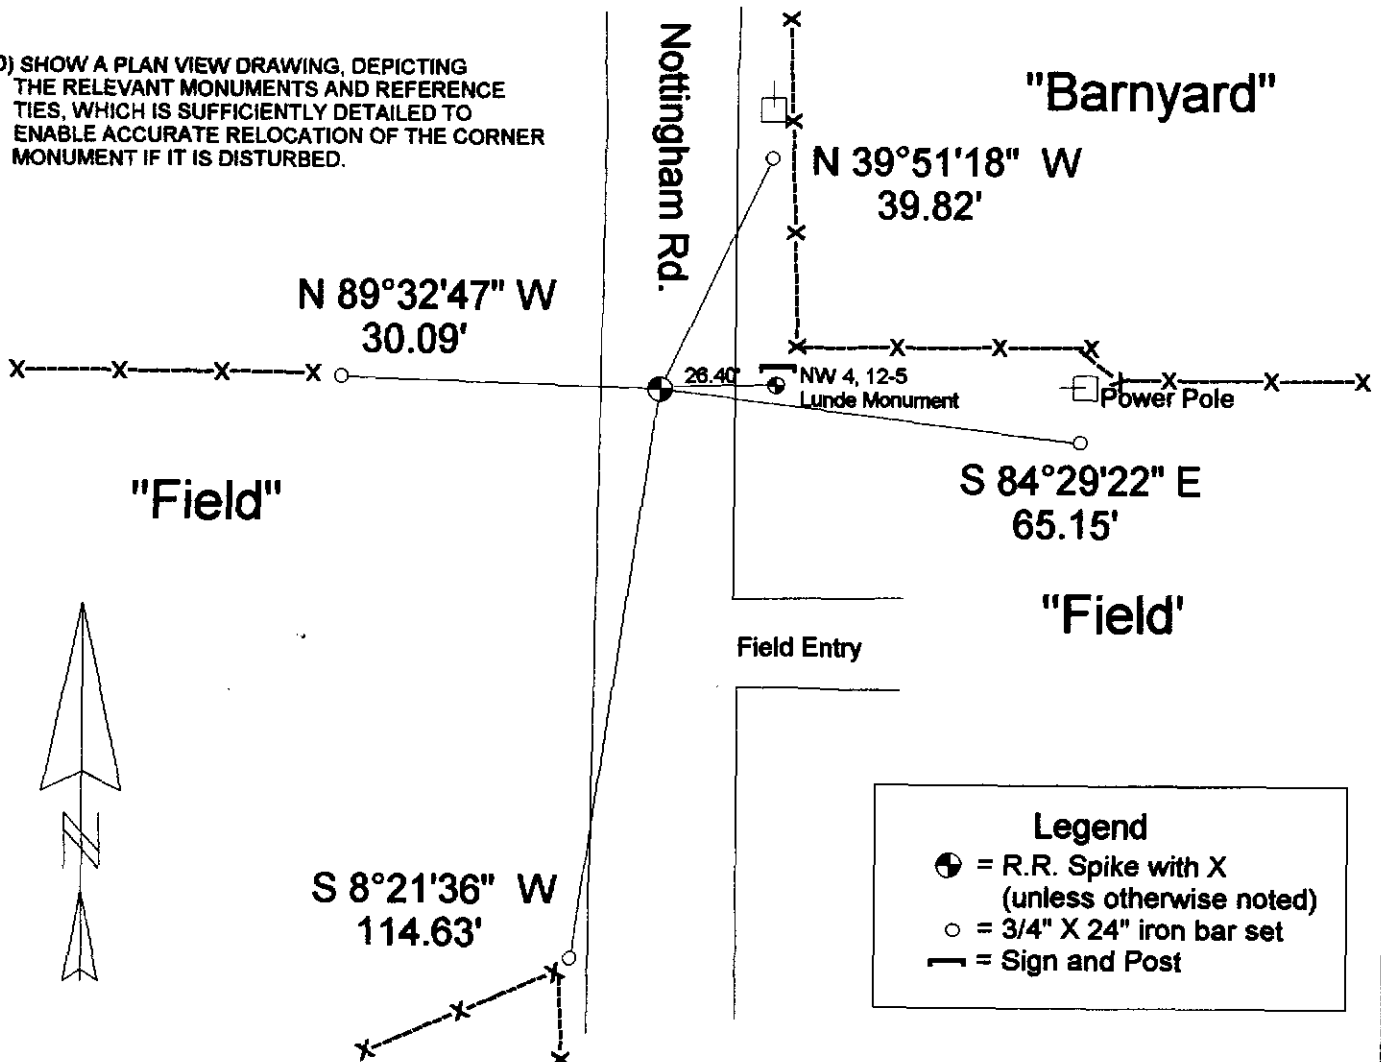 D) SHOW A PLAN VIEW DRAWING, DEPICTING
THE RELEVANT MONUMENTS AND REFERENCE
TIES, WHICH IS SUFFICIENTLY DETAILED TO
ENABLE ACCURATE RELOCATION OF THE CORNER
MONUMENT IF IT IS DISTURBED.
Nottingham Rd.
"Barnyard"
N 39°51'18" W
39.82'
N 89°32'47" W
30.09'
26.40'
NW 4, 12-5
Lunde Monument
Power Pole
"Field"
S 84°29'22" E
65.15'
"Field'
Field Entry
N
S 8°21'36" W
114.63'
Legend
= R.R. Spike with X
(unless otherwise noted)
= 3/4" X 24" iron bar set
= Sign and Post